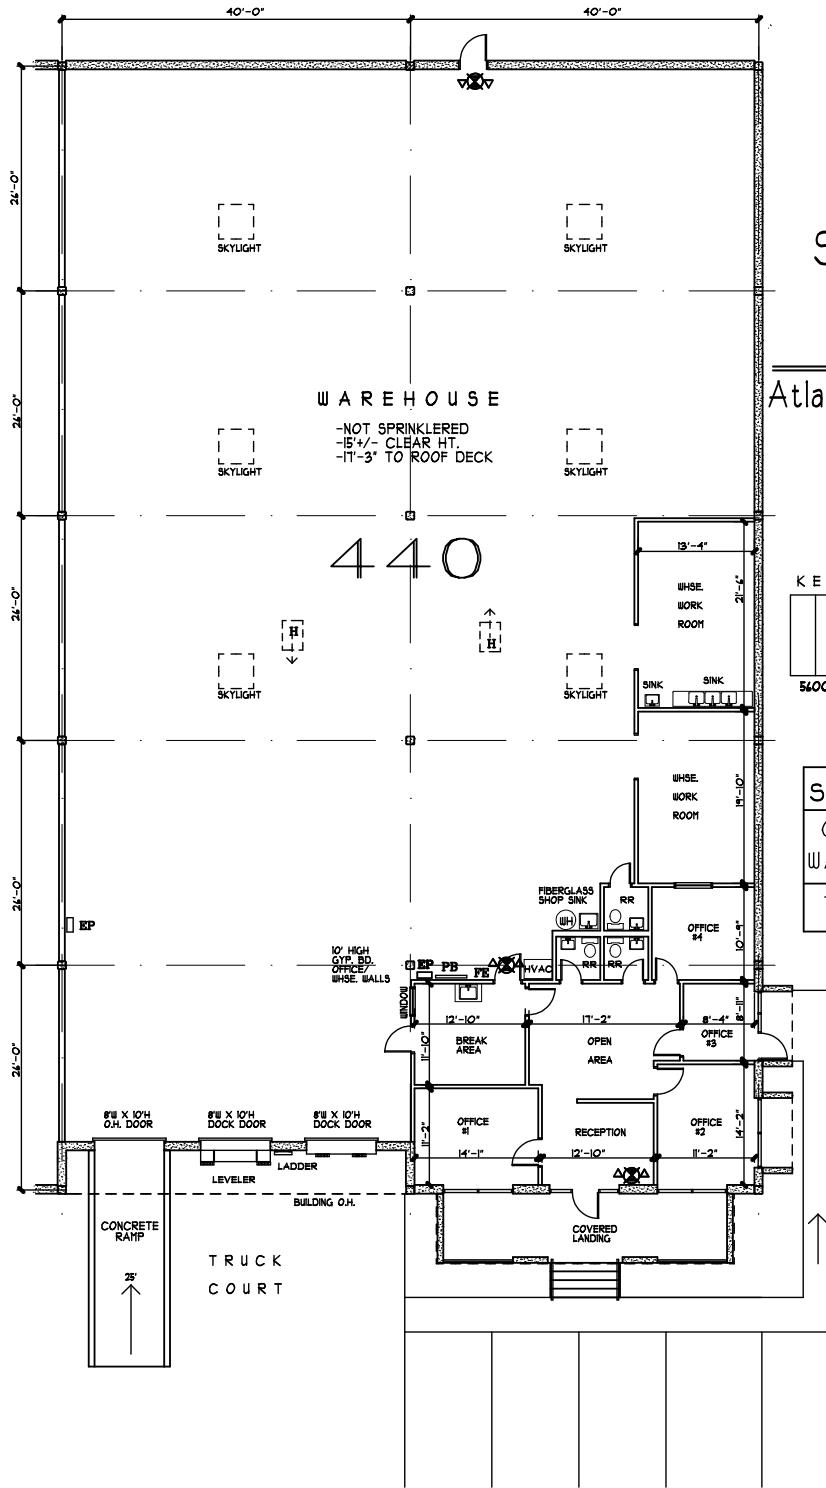 40'-0"
40'-0"
26'-0"
SKYLIGHT
SKYLIGHT
S
WAREHOUSE
-NOT SPRINKLERED
-15'+/- CLEAR HT.
-17'-3" TO ROOF DECK
Atla
26'-0"
SKYLIGHT
SKYLIGHT
440
13'-4"
21'-6"
WHSE.
WORK
ROOM
KE
26'-0"
H
H
SINK
SINK
SKYLIGHT
SKYLIGHT
5600
WHSE.
WORK
ROOM
19'-10"
S
WA
26'-0"
EP
FIBERGLASS
SHOP SINK
WH
RR
OFFICE
#4
10'-9"
10' HIGH
GYP. BD.
OFFICE/
WHSE. WALLS
EP
PB
FE
HVAC
RR
RR
WINDOW
12'-10"
17'-2"
8'-4"
8'-11"
BREAK
AREA
11'-10"
OPEN
AREA
OFFICE
#3
26'-0"
8'W X 10'H
O.H. DOOR
8'W X 10'H
DOCK DOOR
8'W X 10'H
DOCK DOOR
11'-2"
OFFICE
#1
RECEPTION
OFFICE
#2
14'-2"
14'-1"
12'-10"
11'-2"
LADDER
LEVELER
BUILDING O.H.
CONCRETE
RAMP
25'
TRUCK
COURT
COVERED
LANDING